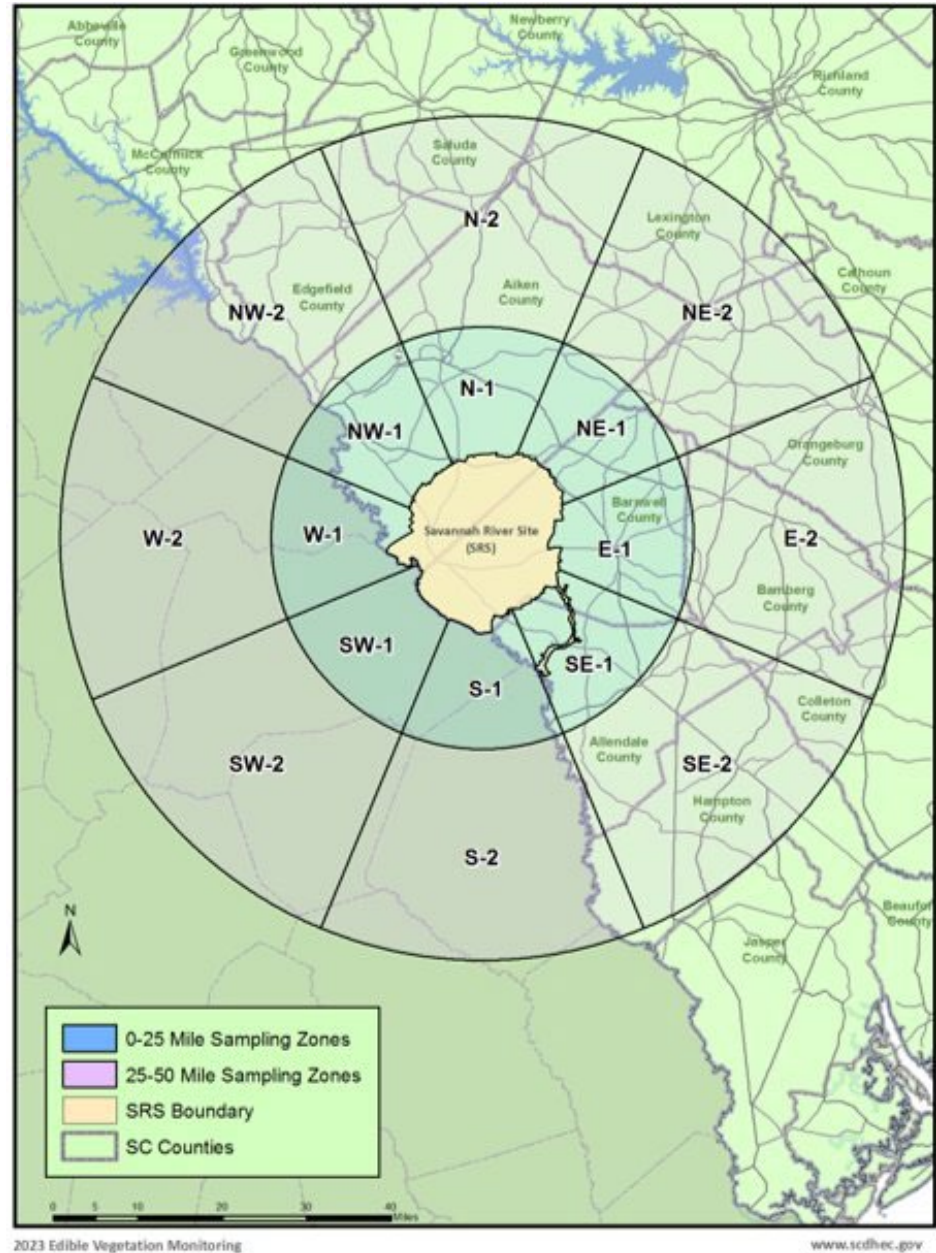 Abbeville
County
Greenwood
County
Newberry
County
Richland
County
McCormick
County
Saluda
County
N-2
Lexington
County
Calhoun
County
Edgefield
County
Aiken
County
NW-2
NE-2
N-1
NW-1
NE-1
Orangeburg
County
Barnwell
County
Savannah River Site
(SRS)
W-2
W-1
E-1
E-2
Bamberg
County
SW-1
SE-1
S-1
Colleton
County
Allendale
County
SW-2
SE-2
Hampton
County
S-2
N
Beaufor
County
Jasper
County
0-25 Mile Sampling Zones
25-50 Mile Sampling Zones
SRS Boundary
SC Counties
0 5 10 20 30 40
Miles
2023 Edible Vegetation Monitoring
www.scdhec.gov